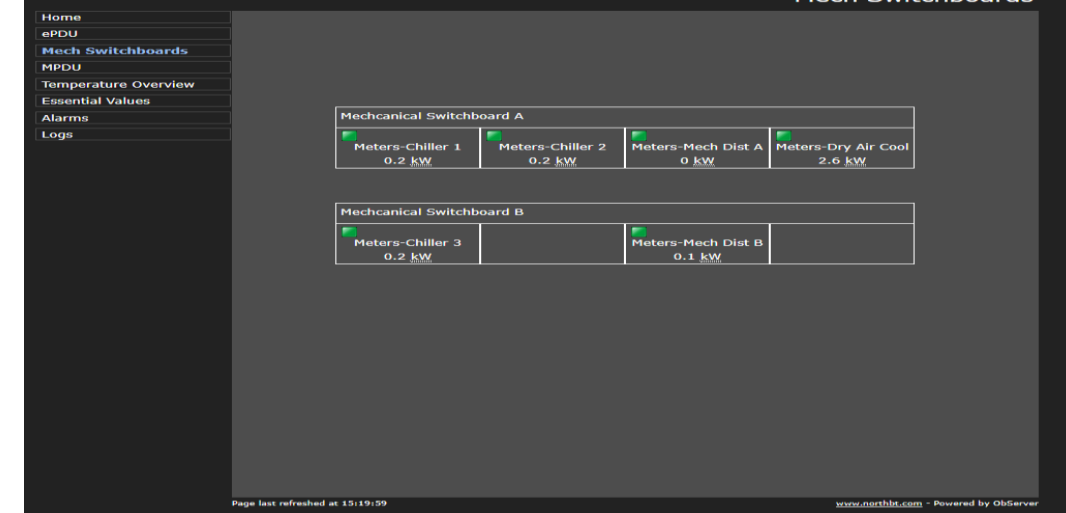 Mech Switchboards
Home
ePDU
Mech Switchboards
MPDU
Temperature Overview
Essential Values
Alarms
Logs
Mechcanical Switchboard A
Meters-Chiller 1 Meters-Chiller 2 Meters-Mech Dist A Meters-Dry Air Cool
0.2 kW 0.2 kW 0 kW 2.6 kW
Mechcanical Switchboard B
Meters-Chiller 3 Meters-Mech Dist B
0.2 kW 0.1 kW
Page last refreshed at 15:19:59 www.northbt.com - Powered by ObServer